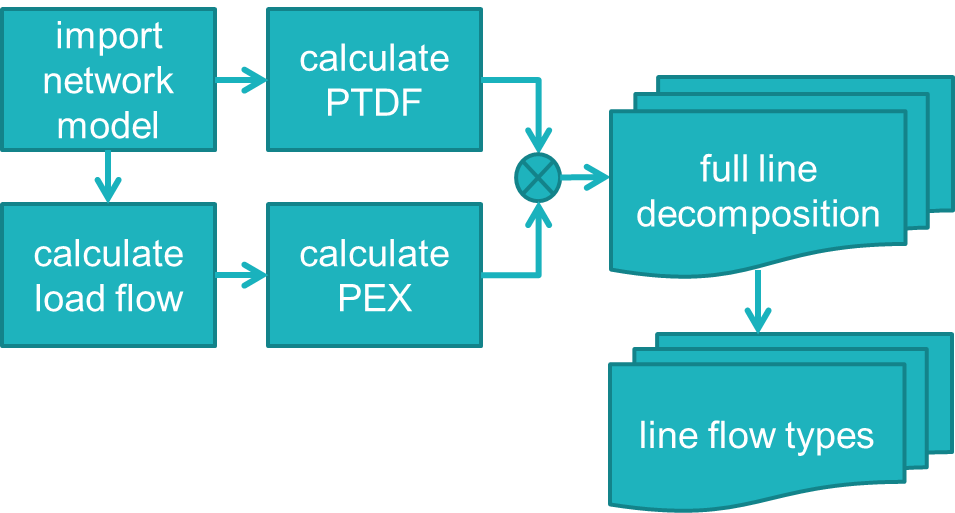 import
network
model
calculate
PTDF
calculate
load flow
calculate
PEX
full line
decomposition
line flow types